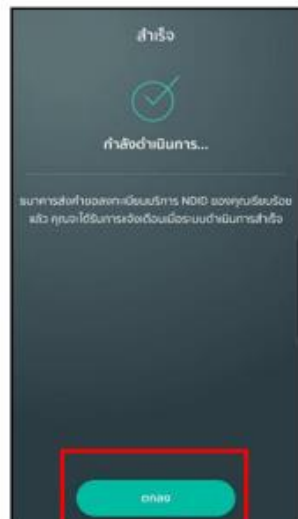 สำเร็จ
กำลังดำเนินการ...
ธนาคารส่งคำขอลงทะเบียนบริการ NDID ของคุณเรียบร้อย
แล้ว คุณจะได้รับการแจ้งเตือนเมื่อระบบดำเนินการสำเร็จ
ตกลง